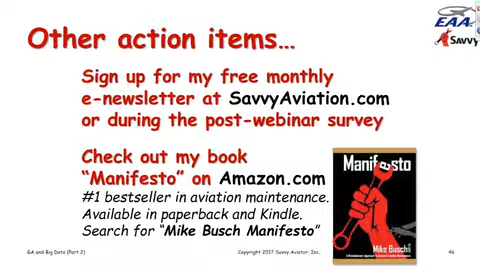 EAA
SAVVY
Other action items…
Sign up for my free monthly
e-newsletter at SavvyAviation.com
or during the post-webinar survey
Check out my book
“Manifesto” on Amazon.com
#1 bestseller in aviation maintenance.
Available in paperback and Kindle.
Search for “Mike Busch Manifesto”
Manifesto
Mike Busch
GA and Big Data (Part 2)
Copyright 2017 Savvy Aviator, Inc.
46